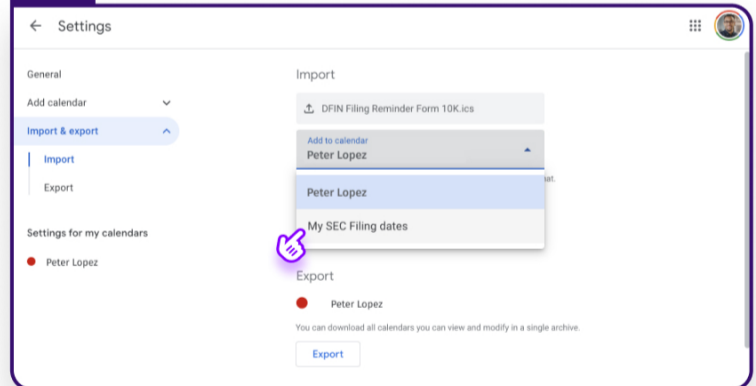 Settings
General
Add calendar
Import & export
Import
Export
Settings for my calendars
Peter Lopez
Import
DFIN Filing Reminder Form 10K.ics
Add to calendar
Peter Lopez
Peter Lopez
My SEC Filing dates
Export
Peter Lopez
You can download all calendars you can view and modify in a single archive.
Export